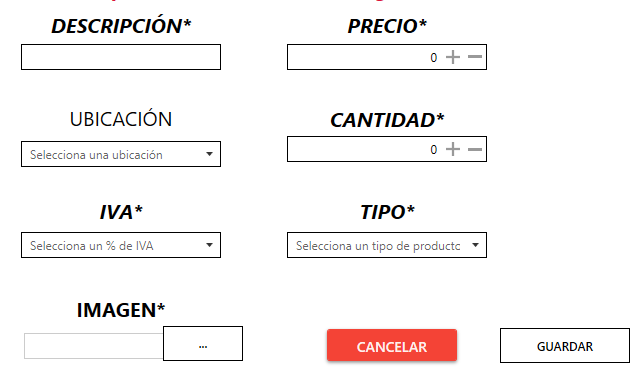 DESCRIPCIÓN* PRECIO*
0
UBICACIÓN CANTIDAD*
Selecciona una ubicación 0
IVA* TIPO*
Selecciona un % de IVA Selecciona un tipo de producto
IMAGEN*
... CANCELAR GUARDAR